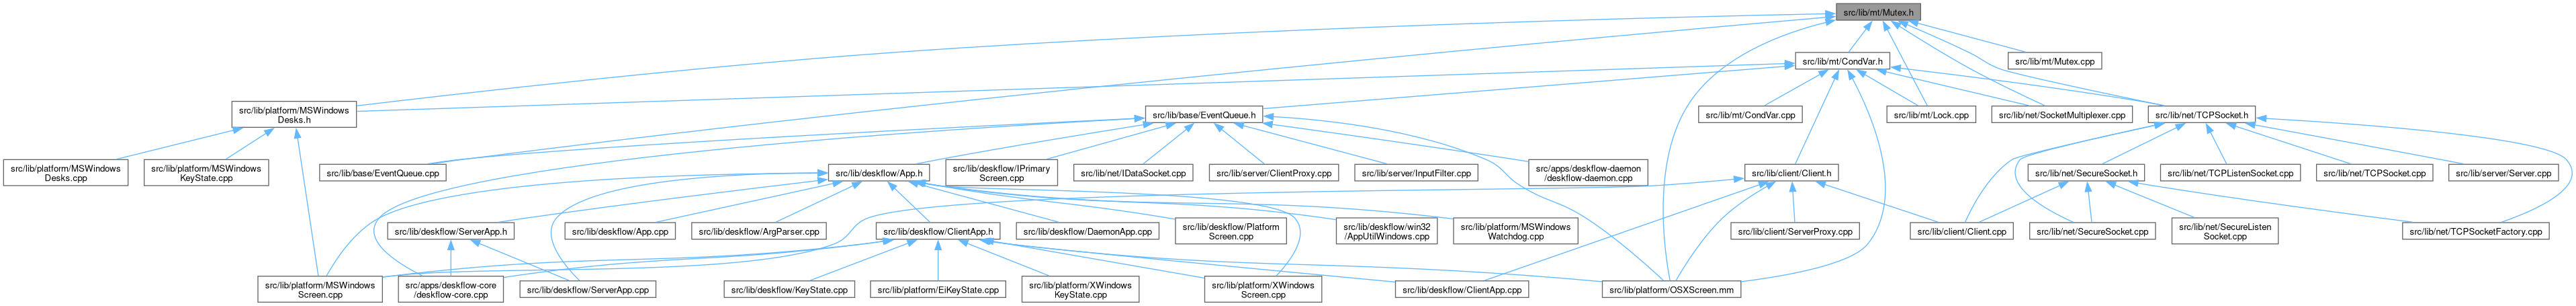 src/lib/mt/Mutex.h
src/lib/mt/CondVar.h
src/lib/mt/Mutex.cpp
src/lib/platform/MSWindows
Desks.h
src/lib/base/EventQueue.h
src/lib/mt/CondVar.cpp
src/lib/mt/Lock.cpp
src/lib/net/SocketMultiplexer.cpp
src/lib/net/TCPSocket.h
src/lib/platform/MSWindows
Desks.cpp
src/lib/platform/MSWindows
KeyState.cpp
src/lib/base/EventQueue.cpp
src/lib/deskflow/App.h
src/lib/deskflow/IPrimary
Screen.cpp
src/lib/net/IDataSocket.cpp
src/lib/server/ClientProxy.cpp
src/lib/server/InputFilter.cpp
src/apps/deskflow-daemon
/deskflow-daemon.cpp
src/lib/client/Client.h
src/lib/net/SecureSocket.h
src/lib/net/TCPListenSocket.cpp
src/lib/net/TCPSocket.cpp
src/lib/server/Server.cpp
src/lib/deskflow/ServerApp.h
src/lib/deskflow/App.cpp
src/lib/deskflow/ArgParser.cpp
src/lib/deskflow/ClientApp.h
src/lib/deskflow/DaemonApp.cpp
src/lib/deskflow/Platform
Screen.cpp
src/lib/deskflow/win32
/AppUtilWindows.cpp
src/lib/platform/MSWindows
Watchdog.cpp
src/lib/client/ServerProxy.cpp
src/lib/client/Client.cpp
src/lib/net/SecureSocket.cpp
src/lib/net/SecureListen
Socket.cpp
src/lib/net/TCPSocketFactory.cpp
src/lib/platform/MSWindows
Screen.cpp
src/apps/deskflow-core
/deskflow-core.cpp
src/lib/deskflow/ServerApp.cpp
src/lib/deskflow/KeyState.cpp
src/lib/platform/EiKeyState.cpp
src/lib/platform/XWindows
KeyState.cpp
src/lib/platform/XWindows
Screen.cpp
src/lib/deskflow/ClientApp.cpp
src/lib/platform/OSXScreen.mm